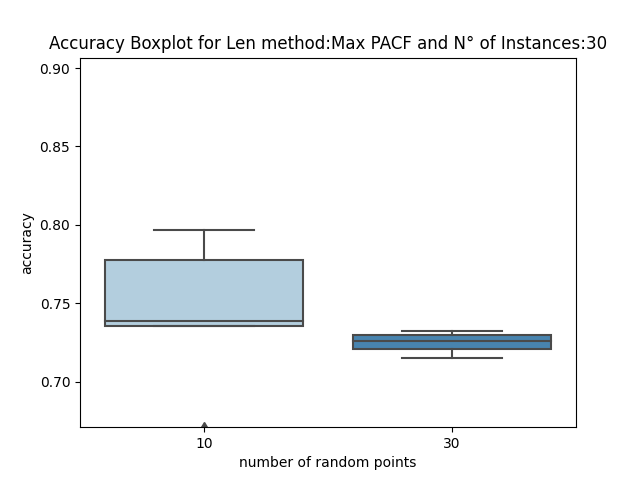 Accuracy Boxplot for Len method:Max PACF and N° of Instances:30
0.90
0.85
0.80
0.75
0.70
accuracy
10
30
number of random points